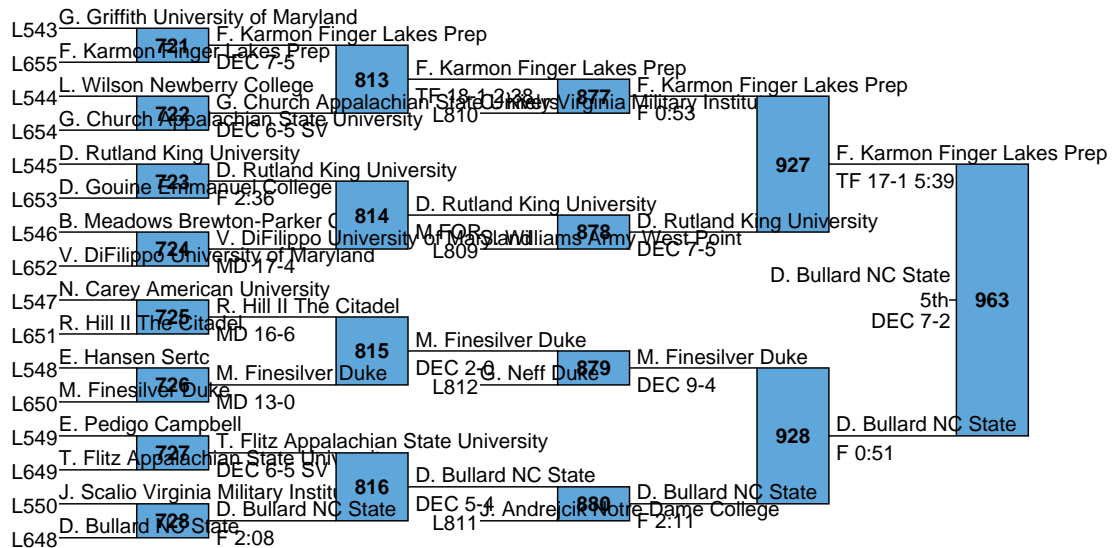 L543 G. Griffith University of Maryland
721
L655 F. Karmon Finger Lakes Prep
L544 L. Wilson Newberry College
722
L654 G. Church Appalachian State University
L545 D. Rutland King University
723
L653 D. Gouine Emmanuel College
L546 B. Meadows Brewton-Parker C
724
L652 V. DiFilippo University of Maryland
L547 N. Carey American University
725
L651 R. Hill II The Citadel
L548 E. Hansen Sertc
726
L650 M. Finesilver Duke
L549 E. Pedigo Campbell
727
L649 T. Flitz Appalachian State University
L550 J. Scalio Virginia Military Institu
728
L648 D. Bullard NC State
F. Karmon Finger Lakes Prep
DEC 7-5
813
G. Church Appalachian State University
DEC 6-5 SV
D. Rutland King University
F 2:36
814
V. DiFilippo University of Maryland
MD 17-4
R. Hill II The Citadel
MD 16-6
815
M. Finesilver Duke
MD 13-0
T. Flitz Appalachian State University
DEC 6-5 SV
816
D. Bullard NC State
F 2:08
F. Karmon Finger Lakes Prep
TF 18-1 2:38
877
L810 Virginia Military Institu
D. Rutland King University
M FOR
878
L809 Williams Army West Point
M. Finesilver Duke
DEC 2-0
879
L812 Neff Duke
D. Bullard NC State
DEC 5-4
880
L811 J. Andrejcik Notre Dame College
F. Karmon Finger Lakes Prep
F 0:53
927
D. Rutland King University
DEC 7-5
M. Finesilver Duke
DEC 9-4
928
D. Bullard NC State
F 2:11
F. Karmon Finger Lakes Prep
TF 17-1 5:39
963
D. Bullard NC State
F 0:51
D. Bullard NC State
5th
DEC 7-2